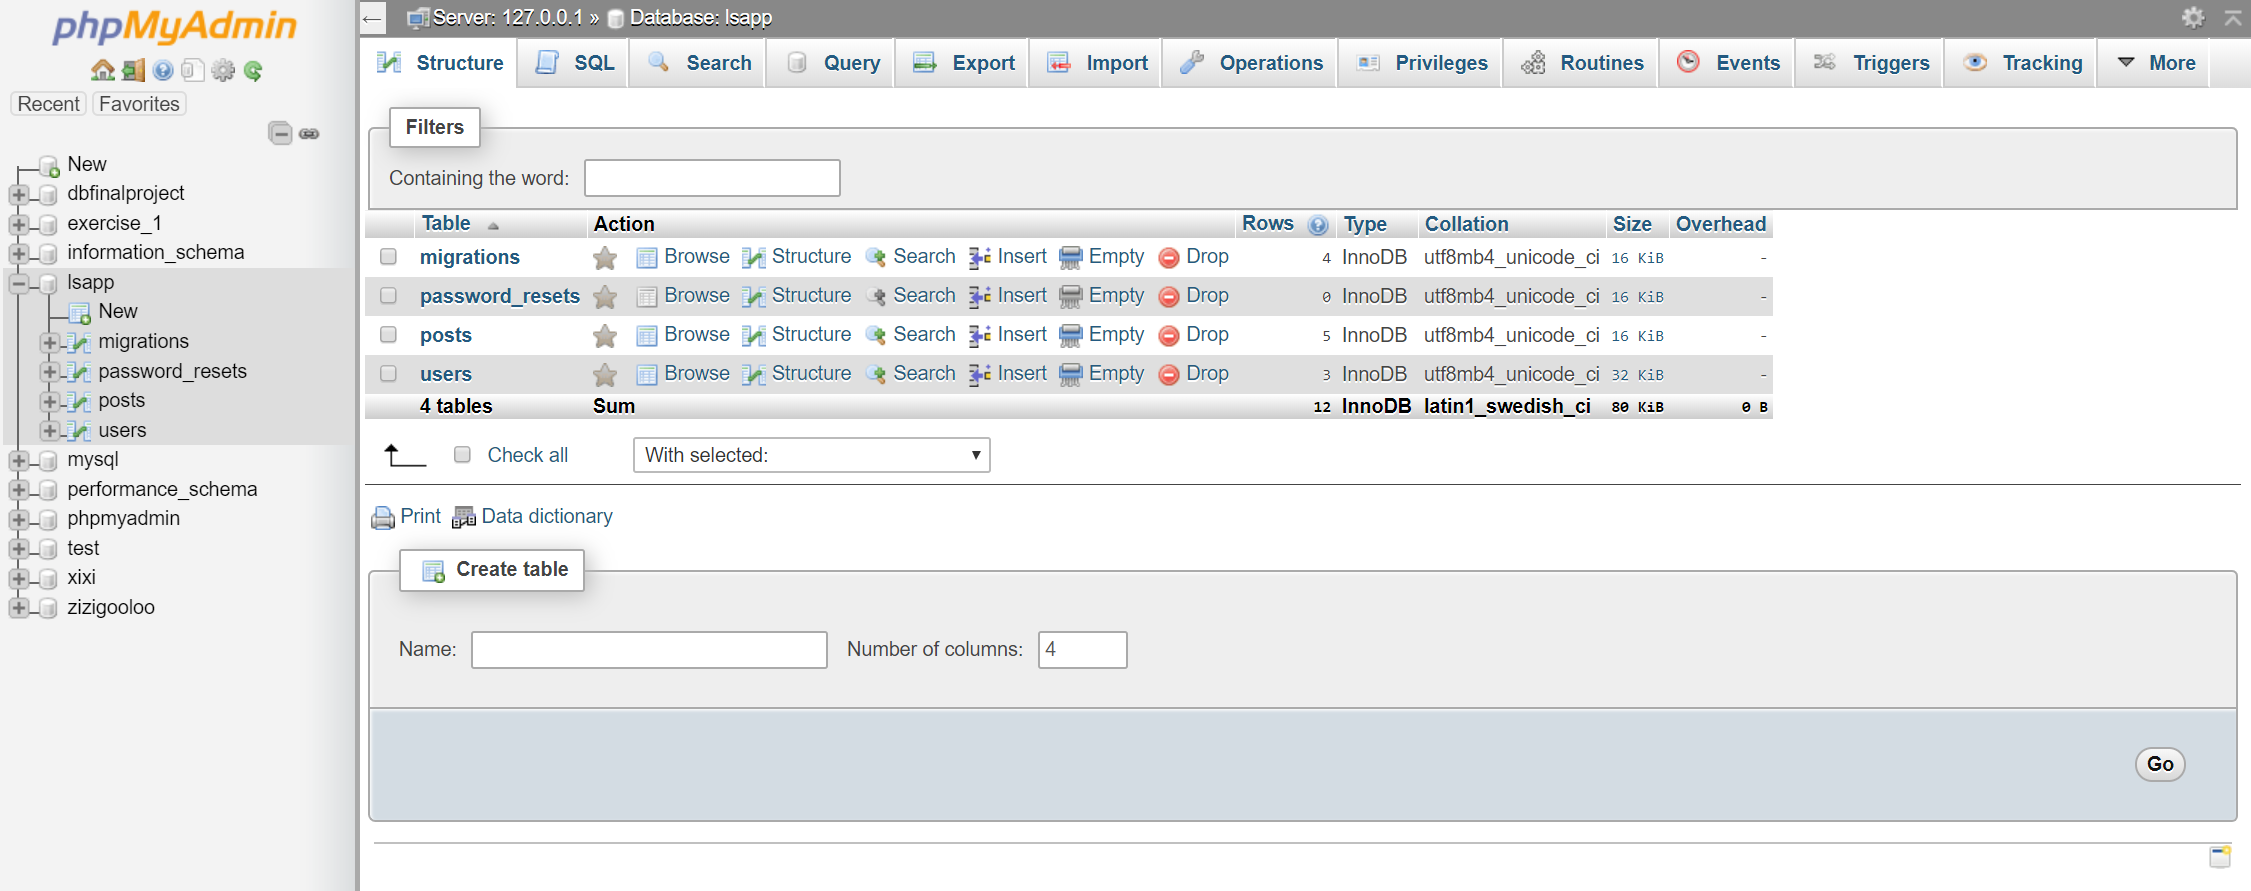 phpMyAdmin
Recent Favorites
New
dbfinalproject
exercise_1
information_schema
lsapp
New
migrations
password_resets
posts
users
mysql
performance_schema
phpmyadmin
test
xixi
zizigooloo
Server: 127.0.0.1 » Database: lsapp
Structure SQL Search Query Export Import Operations Privileges Routines Events Triggers Tracking More
Filters
Containing the word:
Table Action Rows Type Collation Size Overhead
migrations Browse Structure Search Insert Empty Drop 4 InnoDB utf8mb4_unicode_ci 16 KiB -
password_resets Browse Structure Search Insert Empty Drop 0 InnoDB utf8mb4_unicode_ci 16 KiB -
posts Browse Structure Search Insert Empty Drop 5 InnoDB utf8mb4_unicode_ci 16 KiB -
users Browse Structure Search Insert Empty Drop 3 InnoDB utf8mb4_unicode_ci 32 KiB -
4 tables Sum 12 InnoDB latin1_swedish_ci 80 KiB 0 B
Check all With selected:
Print Data dictionary
Create table
Name: Number of columns: 4
Go